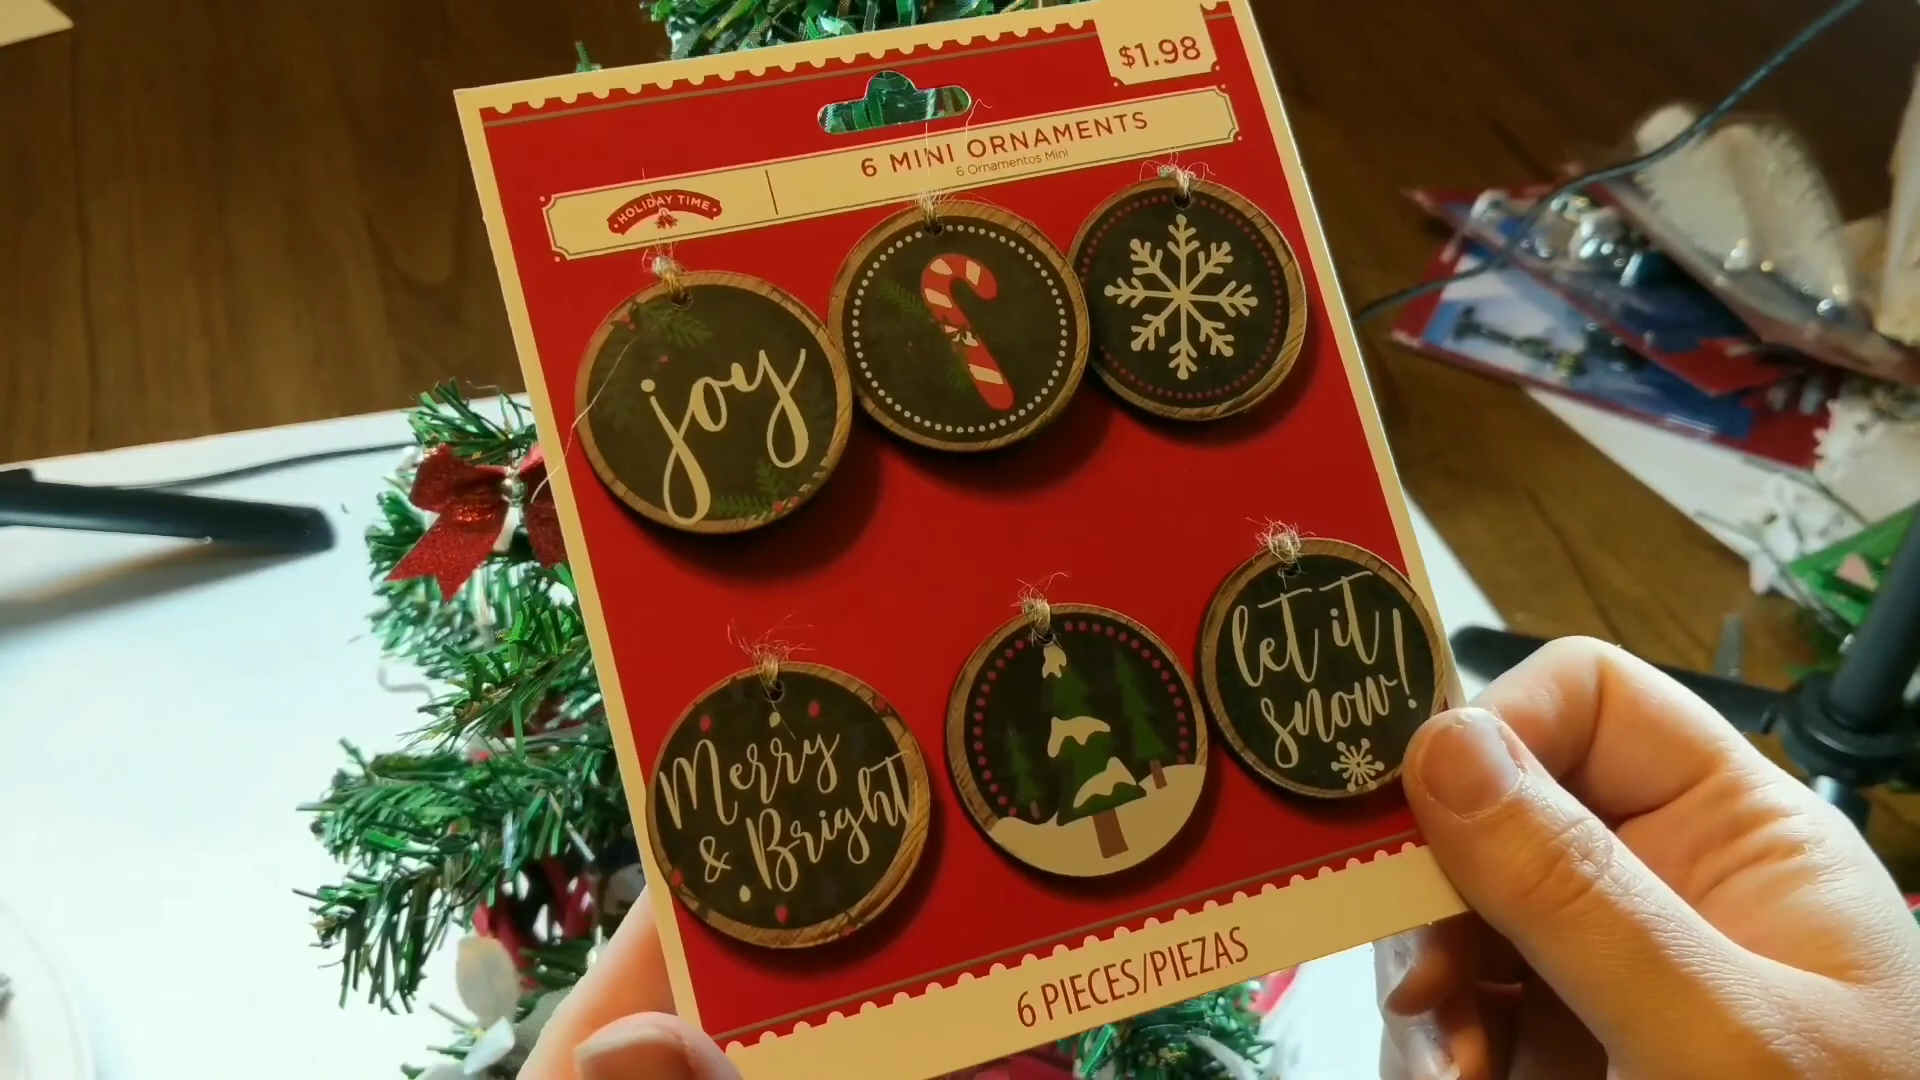 $1.98
HOLIDAY TIME
6 MINI ORNAMENTS
6 Ornamentos Mini
joy
Merry
& Bright
let it
snow!
6 PIECES/PIEZAS